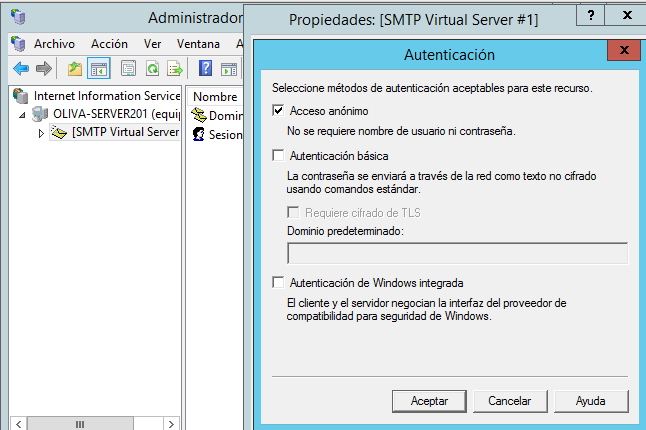 Administrador
Archivo Acción Ver Ventana A
Internet Information Service
OLIVA-SERVER201 (equip
[SMTP Virtual Server
Nombre
Domin
Sesion
Propiedades: [SMTP Virtual Server #1]
? X
Autenticación
X
Seleccione métodos de autenticación aceptables para este recurso.
Acceso anónimo
No se requiere nombre de usuario ni contraseña.
Autenticación básica
La contraseña se enviará a través de la red como texto no cifrado
usando comandos estándar.
Requiere cifrado de TLS
Dominio predeterminado:
Autenticación de Windows integrada
El cliente y el servidor negocian la interfaz del proveedor de
compatibilidad para seguridad de Windows.
Aceptar Cancelar Ayuda